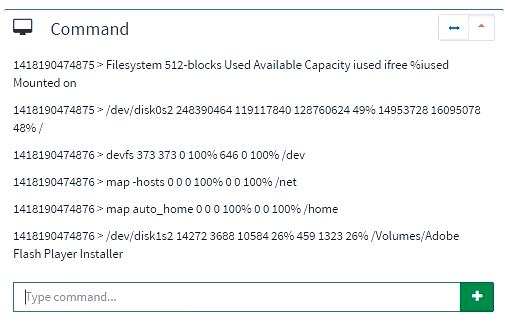 Command
1418190474875 > Filesystem 512-blocks Used Available Capacity iused ifree %iused
Mounted on
1418190474875 > /dev/disk0s2 248390464 119117840 128760624 49% 14953728 16095078
48% /
1418190474876 > devfs 373 373 0 100% 646 0 100% /dev
1418190474876 > map -hosts 0 0 0 100% 0 0 100% /net
1418190474876 > map auto_home 0 0 0 100% 0 0 100% /home
1418190474876 > /dev/disk1s2 14272 3688 10584 26% 459 1323 26% /Volumes/Adobe
Flash Player Installer
Type command...